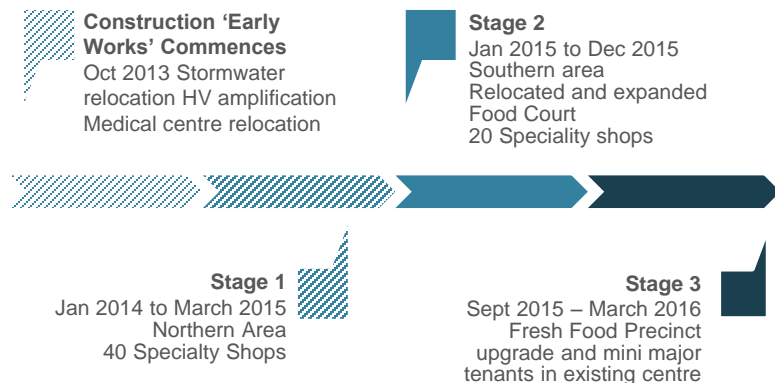 Construction ‘Early
Works’ Commences
Oct 2013 Stormwater
relocation HV amplification
Medical centre relocation
Stage 2
Jan 2015 to Dec 2015
Southern area
Relocated and expanded
Food Court
20 Speciality shops
Stage 1
Jan 2014 to March 2015
Northern Area
40 Specialty Shops
Stage 3
Sept 2015 – March 2016
Fresh Food Precinct
upgrade and mini major
tenants in existing centre